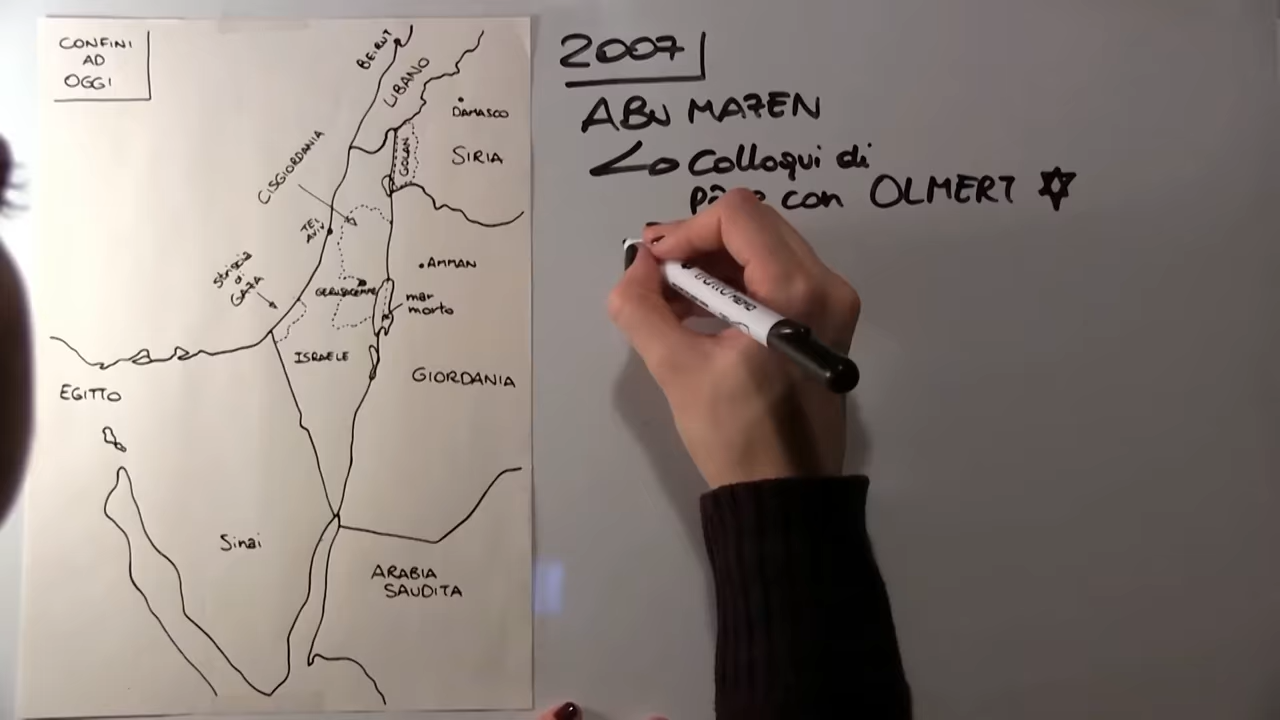 CONFINI
AD
OGGI
BEIRUT
LIBANO
DAMASCO
GOLAN
SIRIA
CISGIORDANIA
TEL
AVIV
AMMAN
striscia
di
GAZA
GERUSALEMME
mar
morto
ISRAELE
GIORDANIA
EGITTO
Sinai
ARABIA
SAUDITA
2007
ABU MAZEN
Colloqui di
con OLMERT